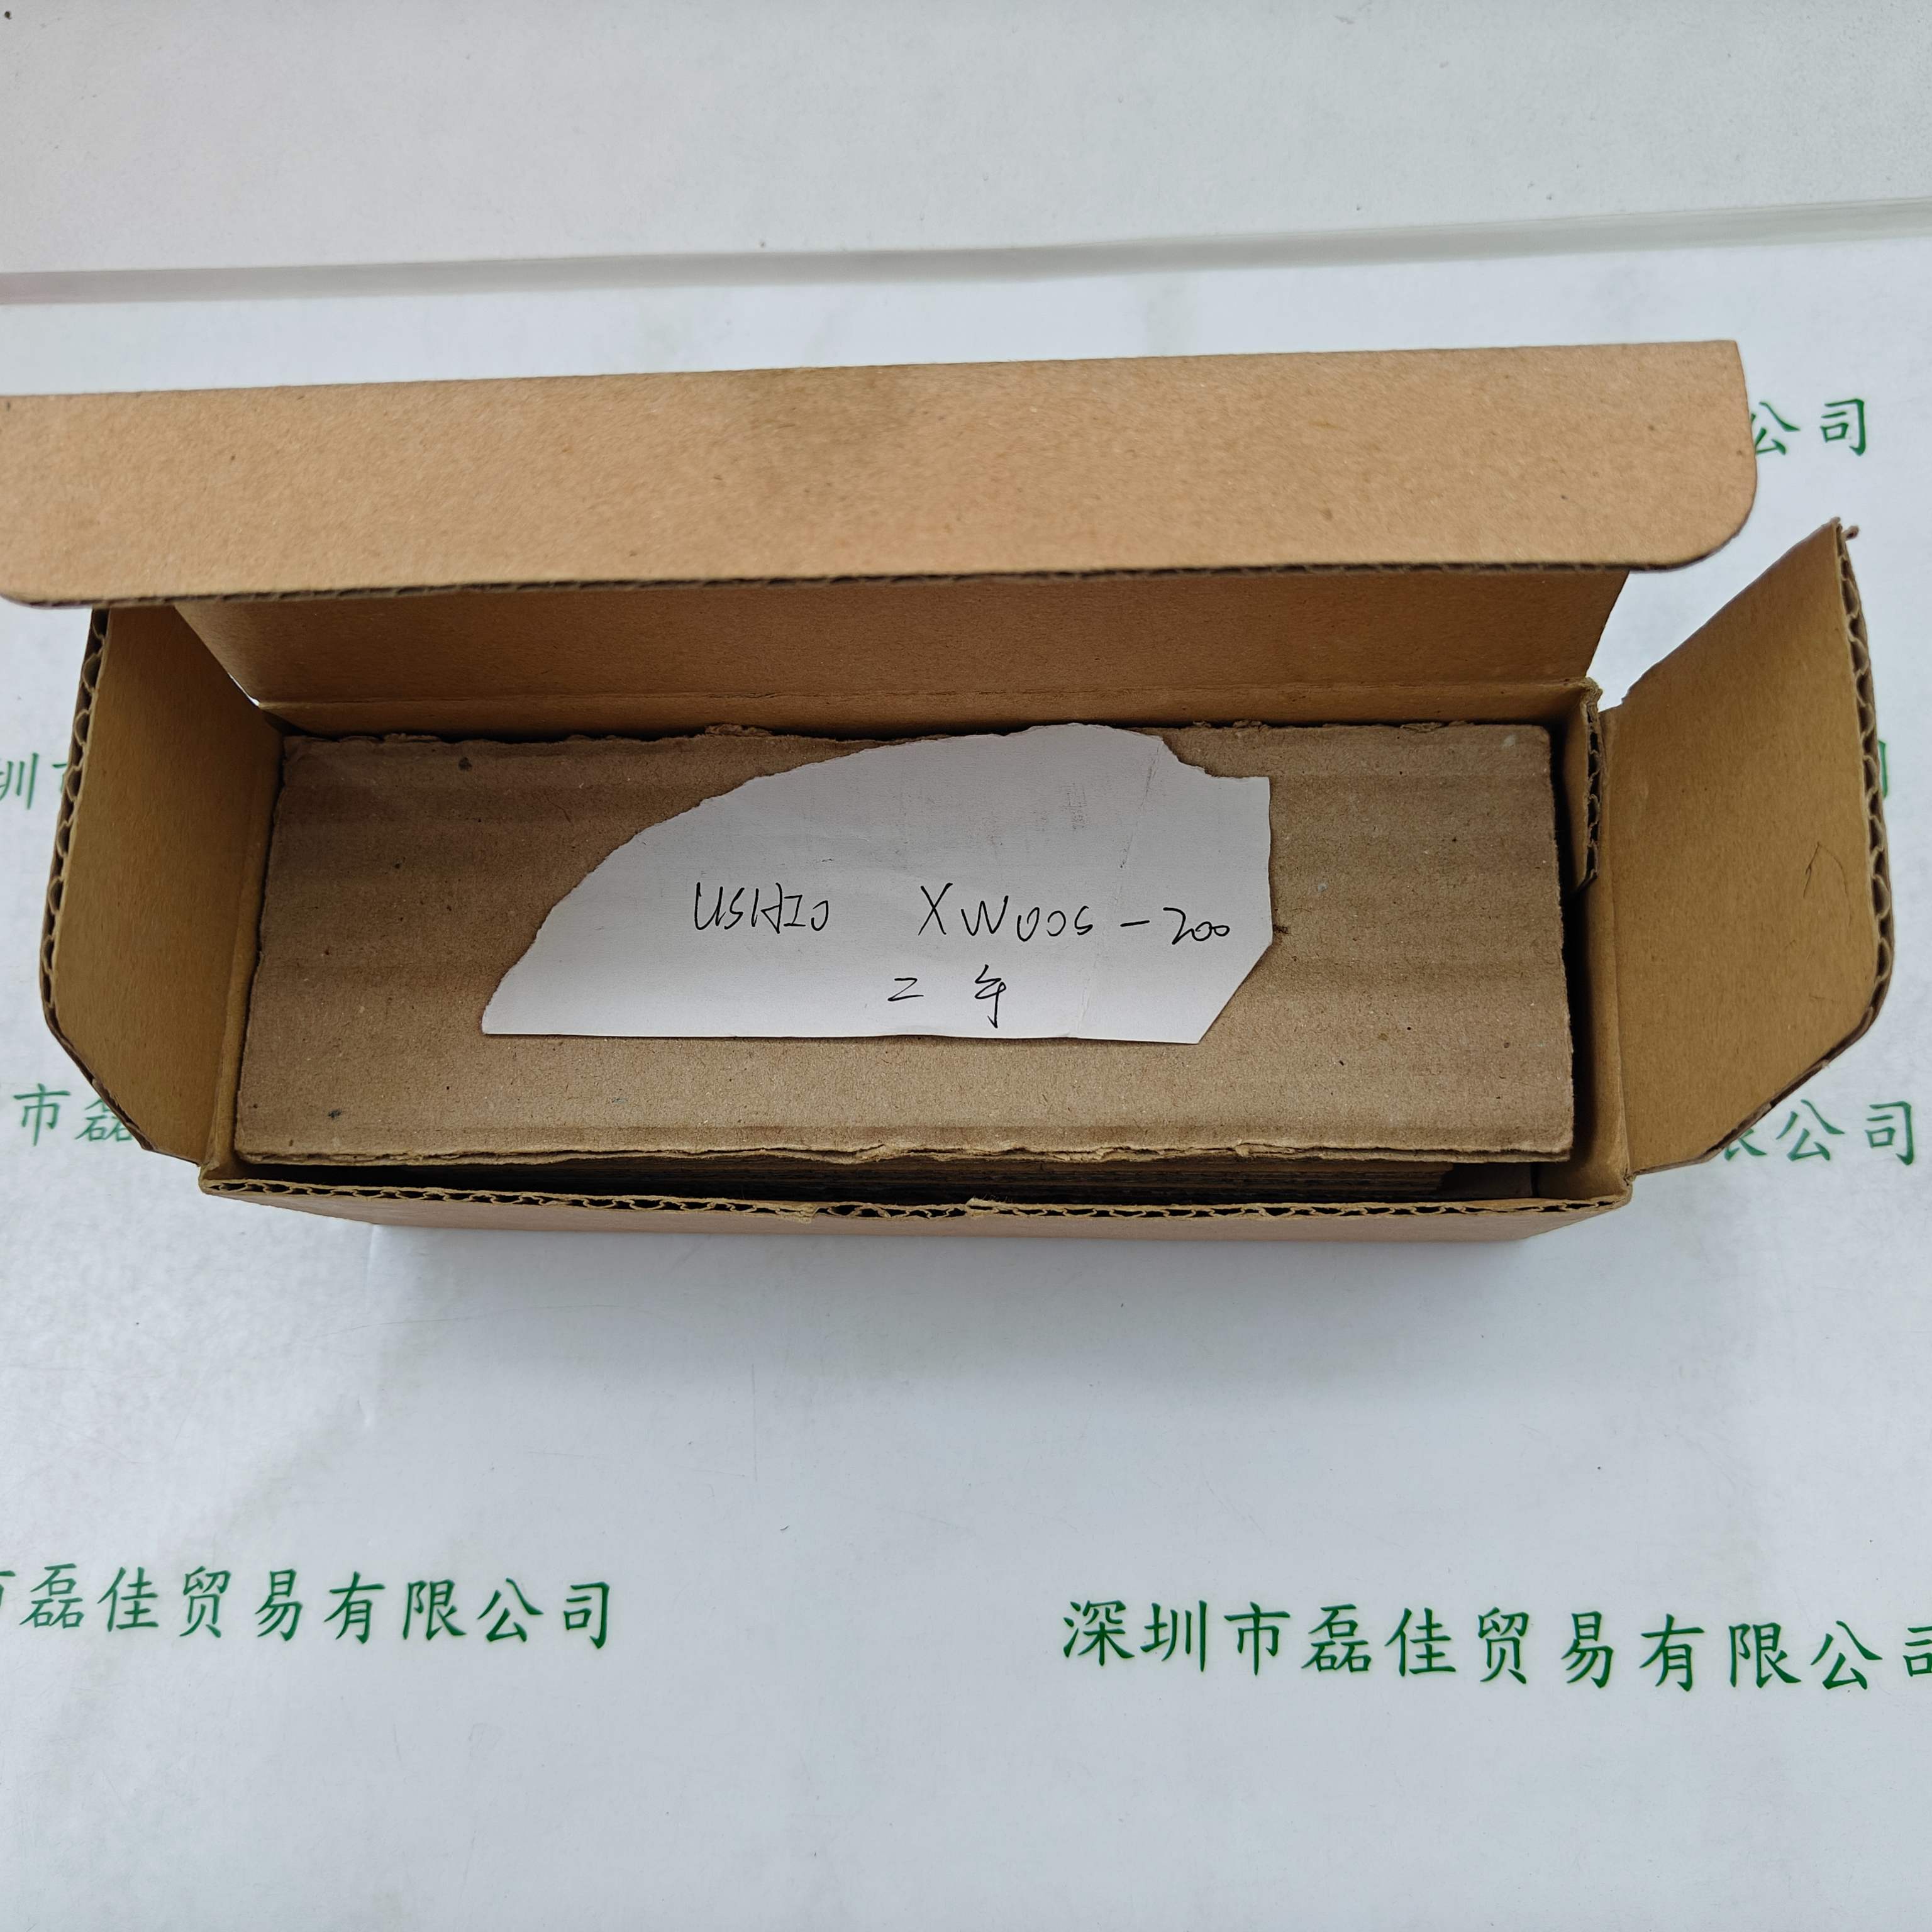 公司
圳市
市磊
限公司
USHIO XW005-200
二年
市磊佳贸易有限公司
深圳市磊佳贸易有限公司